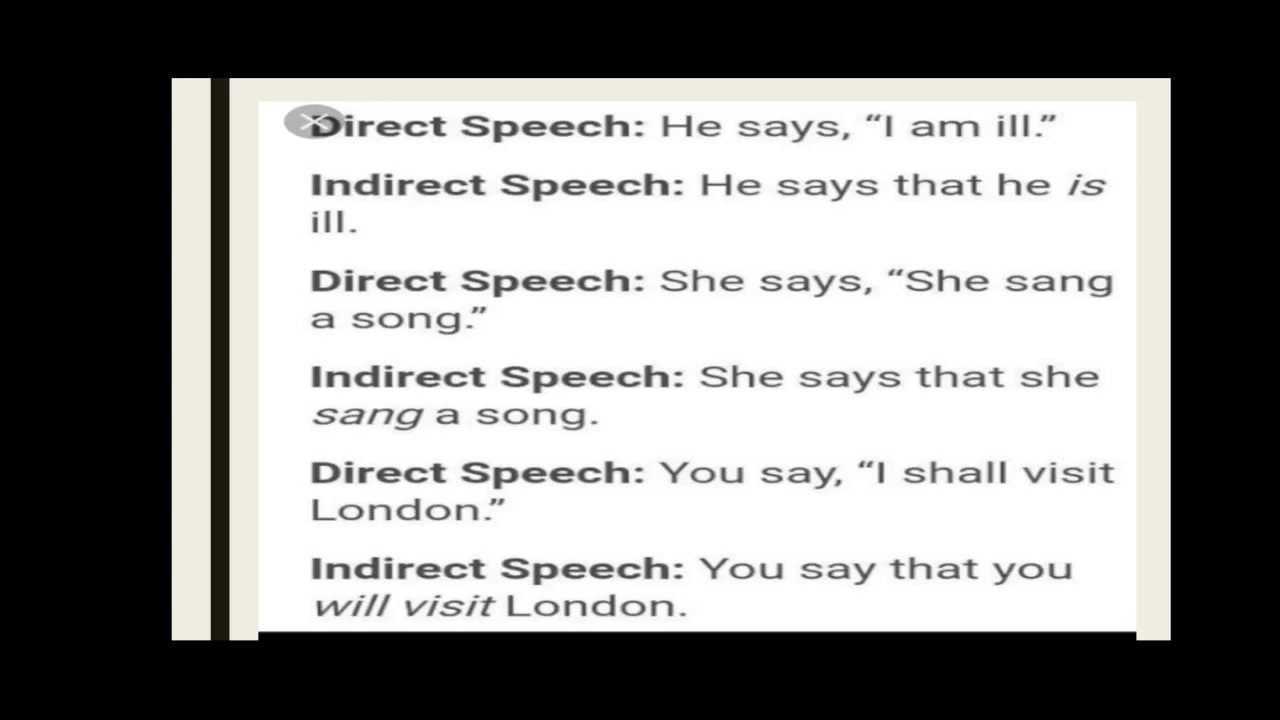 Direct Speech: He says, “I am ill.”
Indirect Speech: He says that he is
ill.
Direct Speech: She says, “She sang
a song.”
Indirect Speech: She says that she
sang a song.
Direct Speech: You say, “I shall visit
London.”
Indirect Speech: You say that you
will visit London.